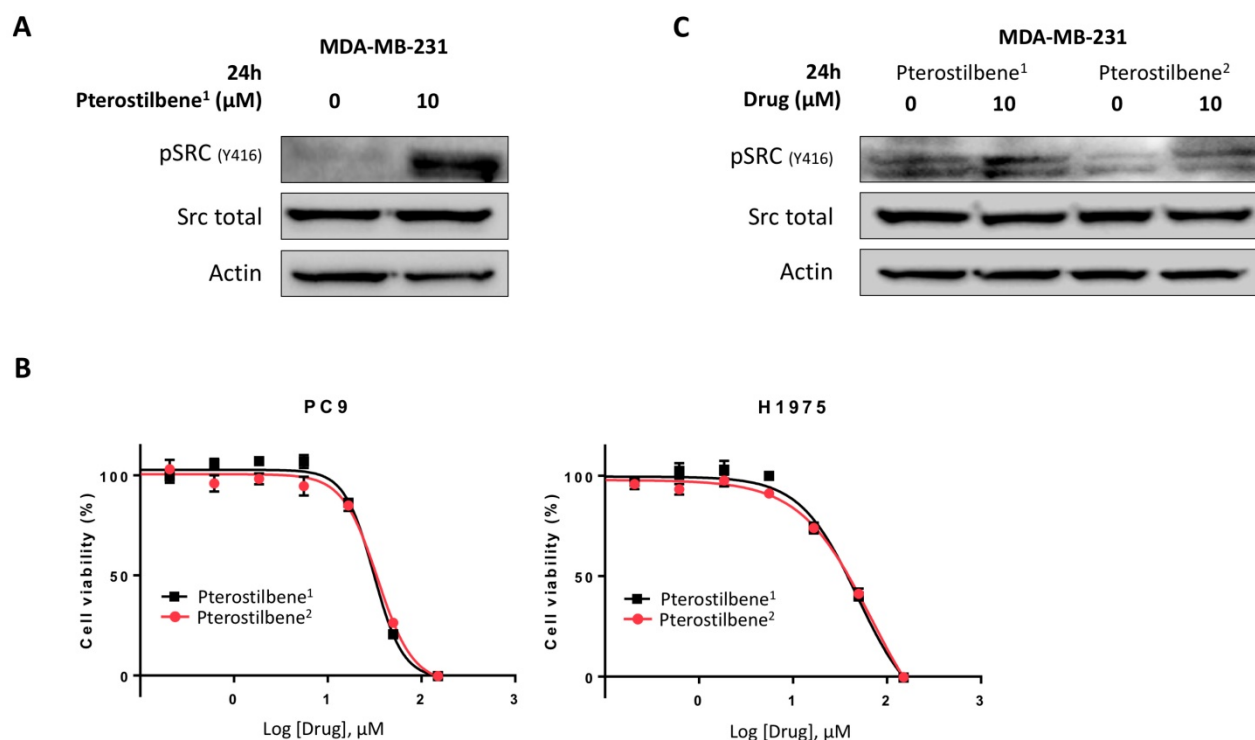 A
MDA-MB-231
24h
Pterostilbene¹ (µM) 0 10
pSRC (Y416)
Src total
Actin
C
MDA-MB-231
24h Pterostilbene¹ Pterostilbene²
Drug (µM) 0 10 0 10
pSRC (Y416)
Src total
Actin
B
PC9
Cell viability (%)
100
50
0
Pterostilbene¹
Pterostilbene²
0 1 2 3
Log [Drug], µM
H1975
Cell viability (%)
100
50
0
Pterostilbene¹
Pterostilbene²
0 1 2 3
Log [Drug], µM